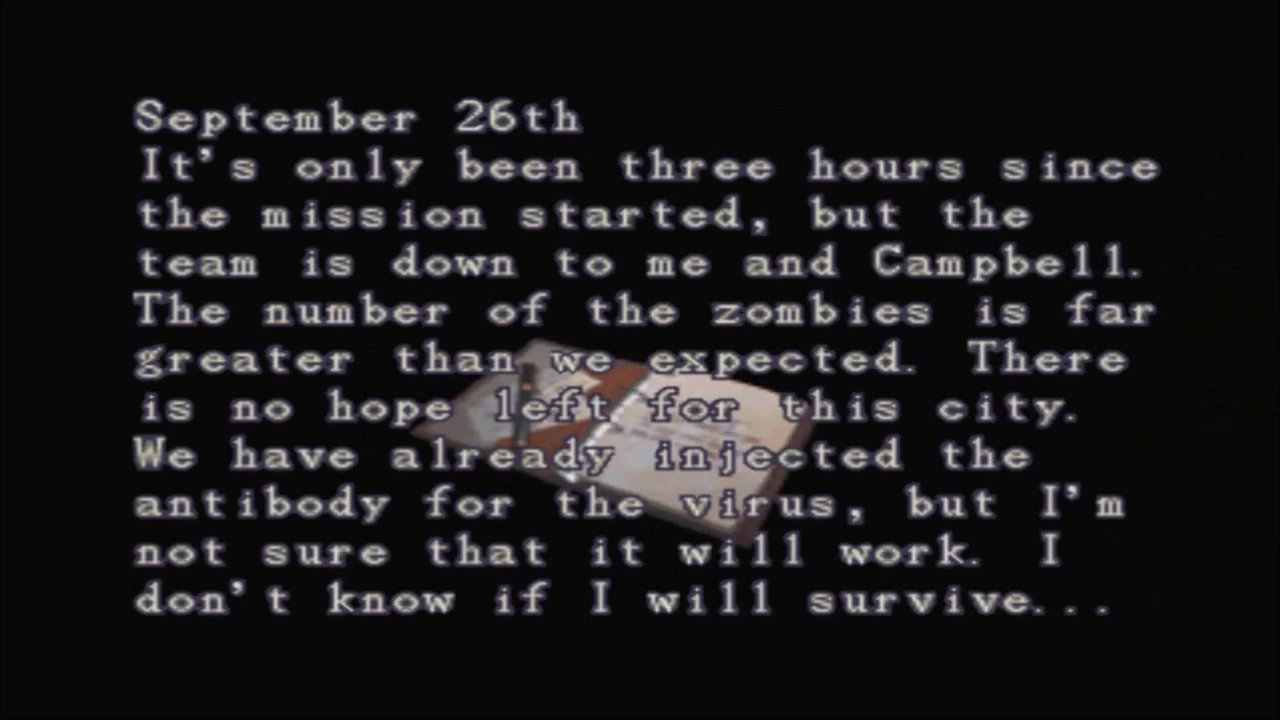 September 26th
It's only been three hours since
the mission started, but the
team is down to me and Campbell.
The number of the zombies is far
greater than we expected. There
is no hope left for this city.
We have already injected the
antibody for the virus, but I'm
not sure that it will work. I
don't know if I will survive...